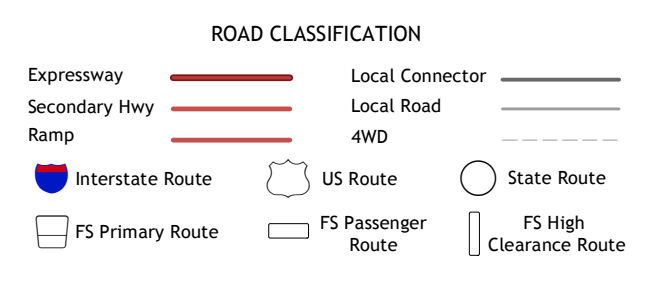 ROAD CLASSIFICATION
Expressway
Local Connector
Secondary Hwy
Local Road
Ramp
4WD
Interstate Route
US Route
State Route
FS Primary Route
FS Passenger
Route
FS High
Clearance Route